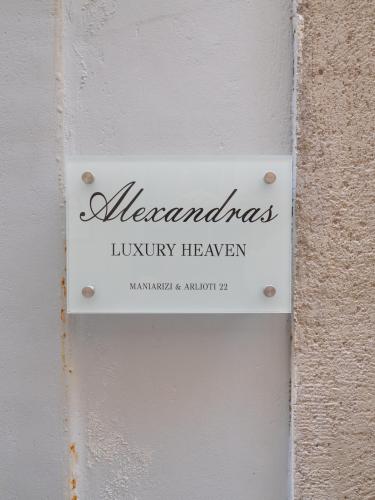 Alexandras
LUXURY HEAVEN
MANIARIZI & ARLIOTI 22